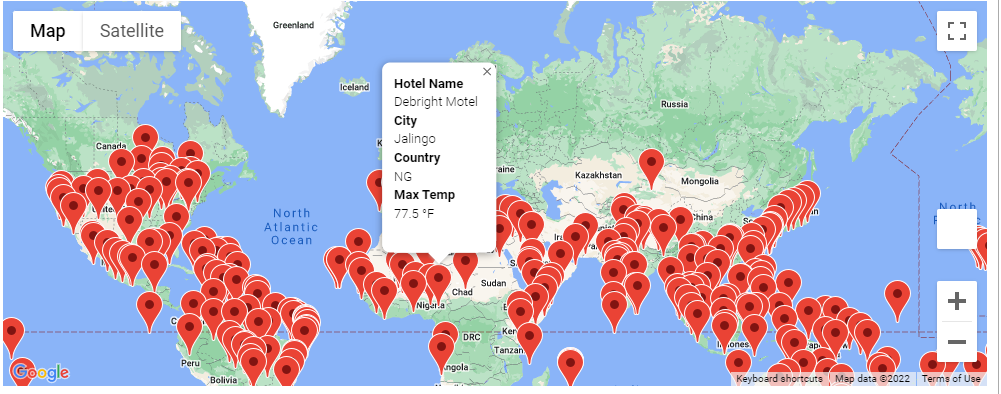 Map
Satellite
Greenland
Iceland
Canada
Russia
Hotel Name
Debright Motel
City
Jalingo
Country
NG
Max Temp
77.5 °F
Kazakhstan
Mongolia
China
North
Atlantic
Ocean
North
Chad
Sudan
Nigeria
DRC
Tanzan
Angola
Peru
Bolivia
Google
Keyboard shortcuts
Map data ©2022
Terms of Use